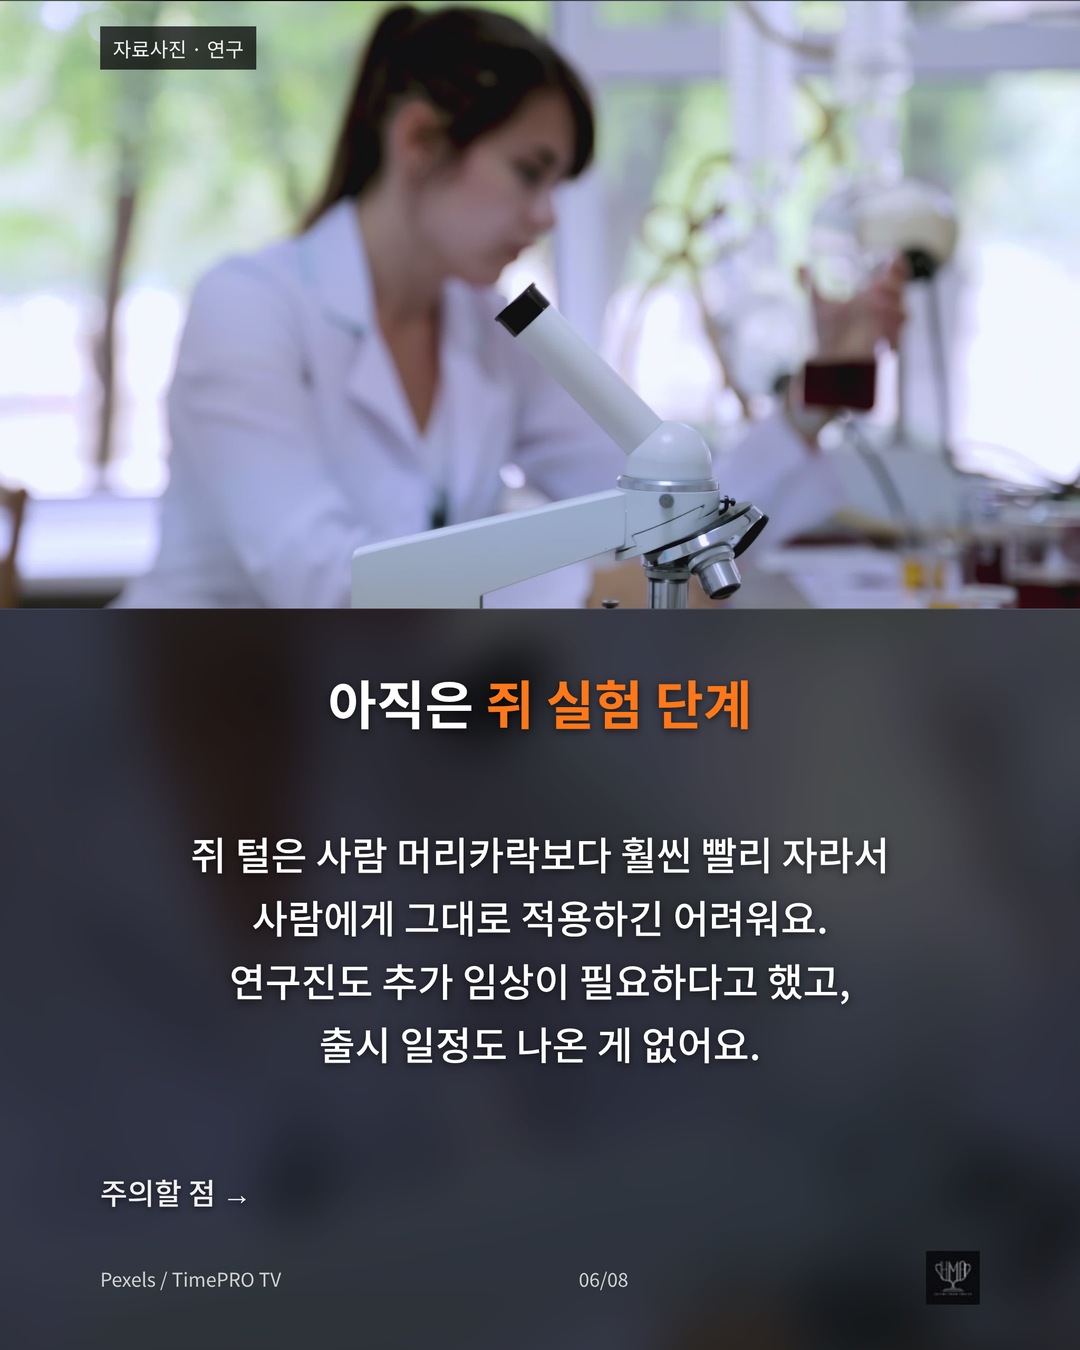 자료사진 · 연구
아직은 쥐 실험 단계
쥐 털은 사람 머리카락보다 훨씬 빨리 자라서
사람에게 그대로 적용하긴 어려워요.
연구진도 추가 임상이 필요하다고 했고,
출시 일정도 나온 게 없어요.
주의할 점 →
Pexels / TimePRO TV
06/08